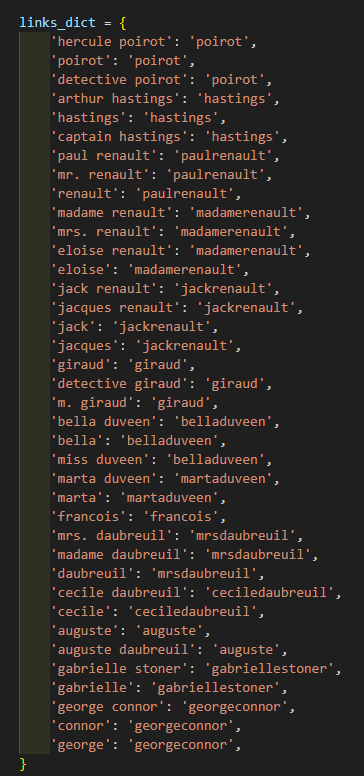 links_dict = {
'hercule poirot': 'poirot',
'poirot': 'poirot',
'detective poirot': 'poirot',
'arthur hastings': 'hastings',
'hastings': 'hastings',
'captain hastings': 'hastings',
'paul renault': 'paulrenault',
'mr. renault': 'paulrenault',
'renault': 'paulrenault',
'madame renault': 'madamerenault',
'mrs. renault': 'madamerenault',
'eloise renault': 'madamerenault',
'eloise': 'madamerenault',
'jack renault': 'jackrenault',
'jacques renault': 'jackrenault',
'jack': 'jackrenault',
'jacques': 'jackrenault',
'giraud': 'giraud',
'detective giraud': 'giraud',
'm. giraud': 'giraud',
'bella duveen': 'belladuveen',
'bella': 'belladuveen',
'miss duveen': 'belladuveen',
'marta duveen': 'martaduveen',
'marta': 'martaduveen',
'francois': 'francois',
'mrs. daubreuil': 'mrsdaubreuil',
'madame daubreuil': 'mrsdaubreuil',
'daubreuil': 'mrsdaubreuil',
'cecile daubreuil': 'ceciledaubreuil',
'cecile': 'ceciledaubreuil',
'auguste': 'auguste',
'auguste daubreuil': 'auguste',
'gabrielle stoner': 'gabriellestoner',
'gabrielle': 'gabriellestoner',
'george connor': 'georgeconnor',
'connor': 'georgeconnor',
'george': 'georgeconnor',
}